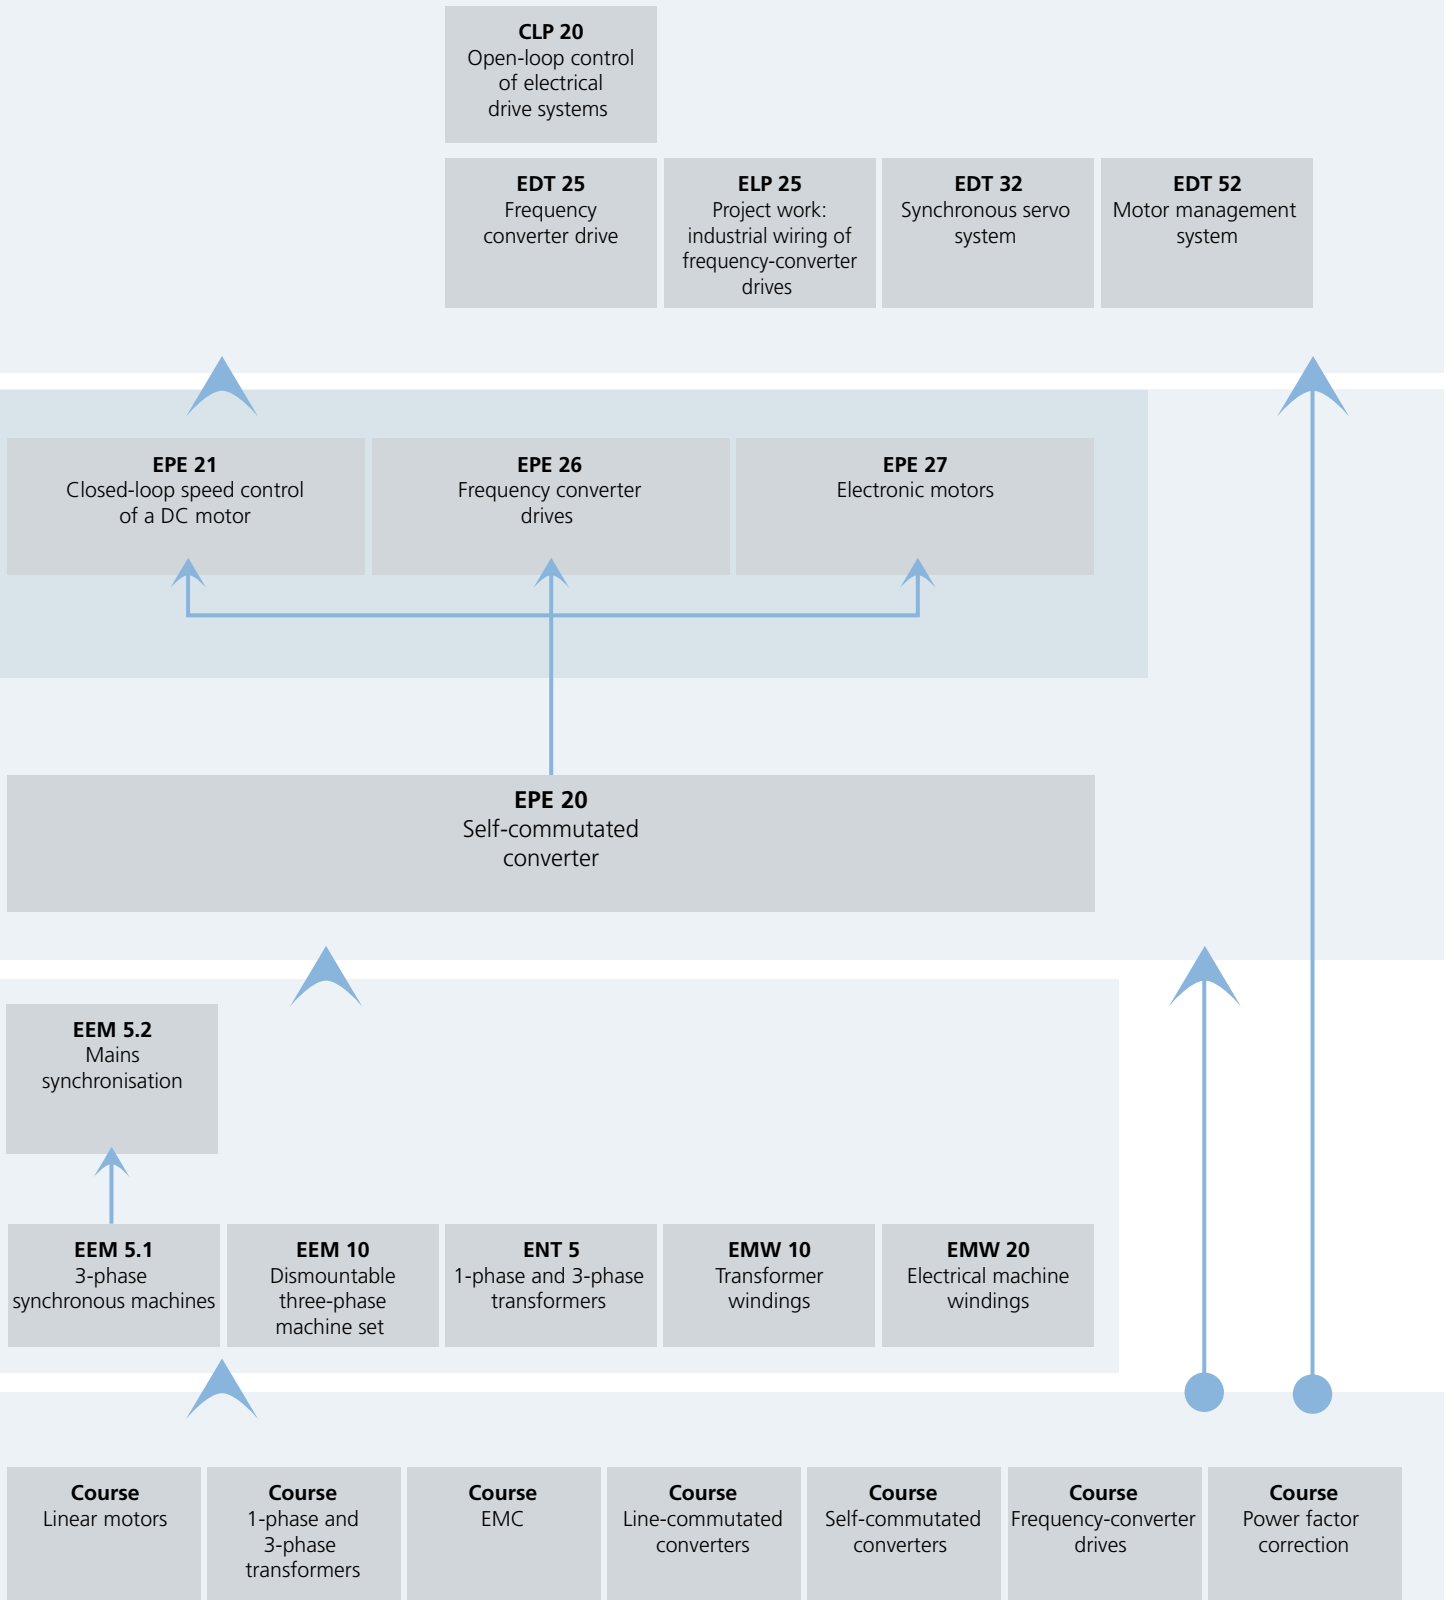 CLP 20
Open-loop control
of electrical
drive systems
EDT 25
Frequency
converter drive
ELP 25
Project work:
industrial wiring of
frequency-converter
drives
EDT 32
Synchronous servo
system
EDT 52
Motor management
system
EPE 21
Closed-loop speed control
of a DC motor
EPE 26
Frequency converter
drives
EPE 27
Electronic motors
EPE 20
Self-commutated
converter
EEM 5.2
Mains
synchronisation
EEM 5.1
3-phase
synchronous machines
EEM 10
Dismountable
three-phase
machine set
ENT 5
1-phase and 3-phase
transformers
EMW 10
Transformer
windings
EMW 20
Electrical machine
windings
Course
Linear motors
Course
1-phase and
3-phase
transformers
Course
EMC
Course
Line-commutated
converters
Course
Self-commutated
converters
Course
Frequency-converter
drives
Course
Power factor
correction